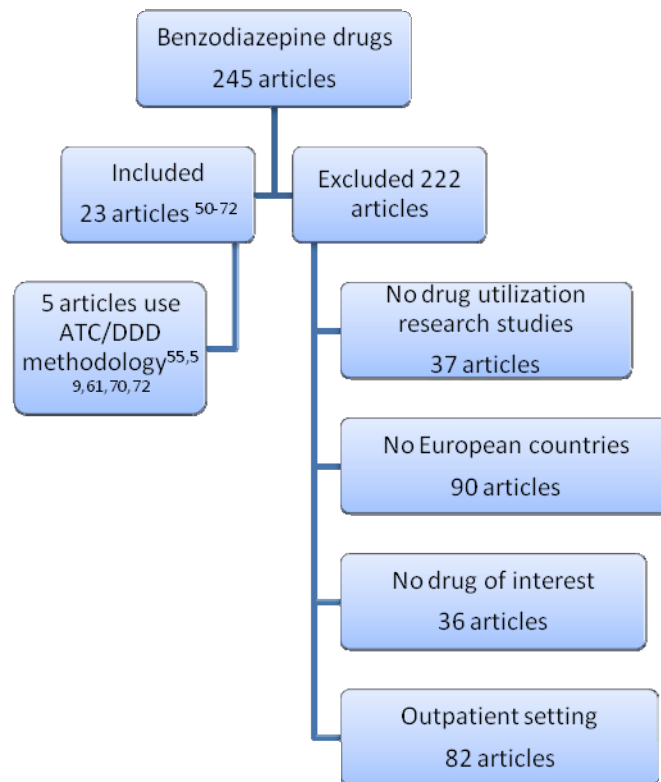 Benzodiazepine drugs
245 articles
Included
23 articles 50-72
Excluded 222
articles
5 articles use
ATC/DDD
methodology55,5
9,61,70,72
No drug utilization
research studies
37 articles
No European countries
90 articles
No drug of interest
36 articles
Outpatient setting
82 articles